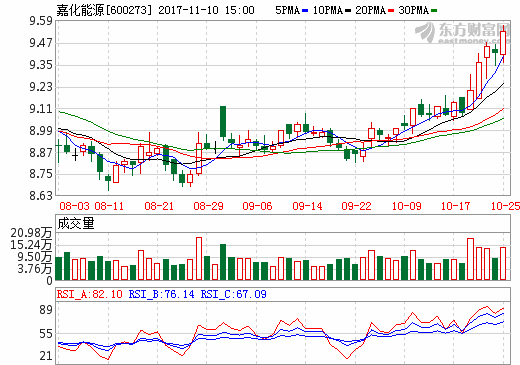 嘉化能源[600273] 2017-11-10 15:00 5PMA 10PMA 20PMA 30PMA
东方财富网
eastmoney.com
9.59
9.47
9.35
9.23
9.11
8.99
8.87
8.75
8.63
08-03 08-11 08-21 08-29 09-06 09-14 09-22 10-09 10-17 10-25
成交量
20.98万
15.24万
9.50万
3.76万
0
RSI_A:82.10 RSI_B:76.14 RSI_C:67.09
89
55
21